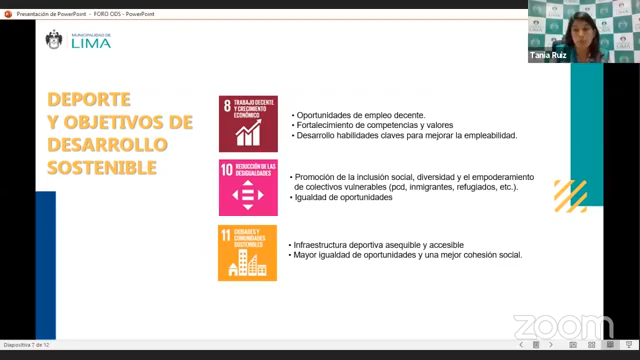 Presentación de PowerPoint - FORO ODS - PowerPoint
MUNICIPALIDAD DE
LIMA
Tania Ruiz
DEPORTE
Y OBJETIVOS DE
DESARROLLO
SOSTENIBLE
8 TRABAJO DECENTE
Y CRECIMIENTO
ECONÓMICO
• Oportunidades de empleo decente.
• Fortalecimiento de competencias y valores
• Desarrollo habilidades claves para mejorar la empleabilidad.
10 REDUCCIÓN DE LAS
DESIGUALDADES
• Promoción de la inclusión social, diversidad y el empoderamiento
de colectivos vulnerables (pcd, inmigrantes, refugiados, etc.).
• Igualdad de oportunidades
11 CIUDADES Y
COMUNIDADES
SOSTENIBLES
• Infraestructura deportiva asequible y accesible
• Mayor igualdad de oportunidades y una mejor cohesión social.
zoom
Diapositiva 7 de 12